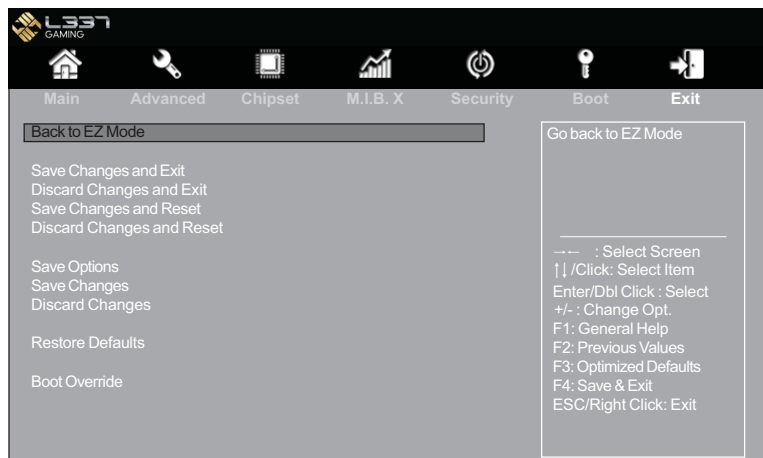 L337
GAMING
Main Advanced Chipset M.I.B. X Security Boot Exit
Back to EZ Mode
Save Changes and Exit
Discard Changes and Exit
Save Changes and Reset
Discard Changes and Reset
Save Options
Save Changes
Discard Changes
Restore Defaults
Boot Override
Go back to EZ Mode
→← : Select Screen
↑↓/Click: Select Item
Enter/Dbl Click : Select
+/- : Change Opt.
F1: General Help
F2: Previous Values
F3: Optimized Defaults
F4: Save & Exit
ESC/Right Click: Exit